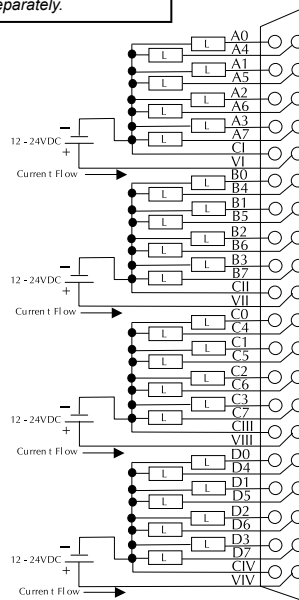 eparately.
L A0
L A4
L A1
L A5
L A2
L A6
L A3
L A7
CI
VI
−
12 - 24VDC
+
Current Flow
L B0
L B4
L B1
L B5
L B2
L B6
L B3
L B7
CII
VII
−
12 - 24VDC
+
Current Flow
L C0
L C4
L C1
L C5
L C2
L C6
L C3
L C7
CIII
VIII
−
12 - 24VDC
+
Current Flow
L D0
L D4
L D1
L D5
L D2
L D6
L D3
L D7
CIV
VIV
−
12 - 24VDC
+
Current Flow